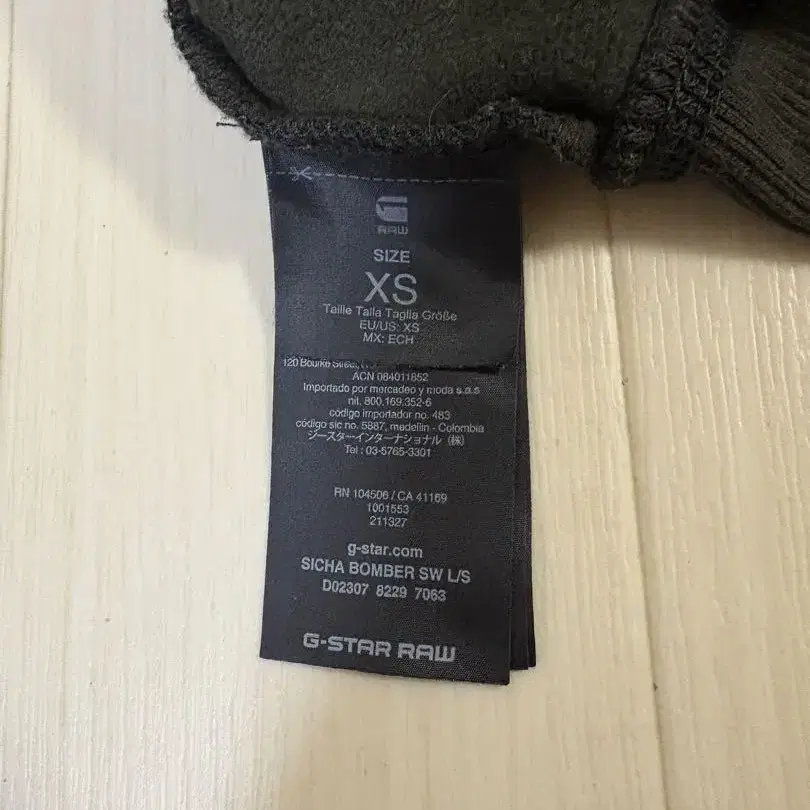 RAW
SIZE
XS
Taille Talla Taglia Größe
EU/US: XS
MX: ECH
120 Bourke Street,
ACN 084011852
Importado por mercadeo y moda s.a.s
nit. 800.169.352-6
código importador no. 483
código sic no. 5887, medellin - Colombia
ジースターインターナショナル (株)
Tel : 03-5765-3301
RN 104506 / CA 41169
1001553
211327
g-star.com
SICHA BOMBER SW L/S
D02307 8229 7063
G-STAR RAW